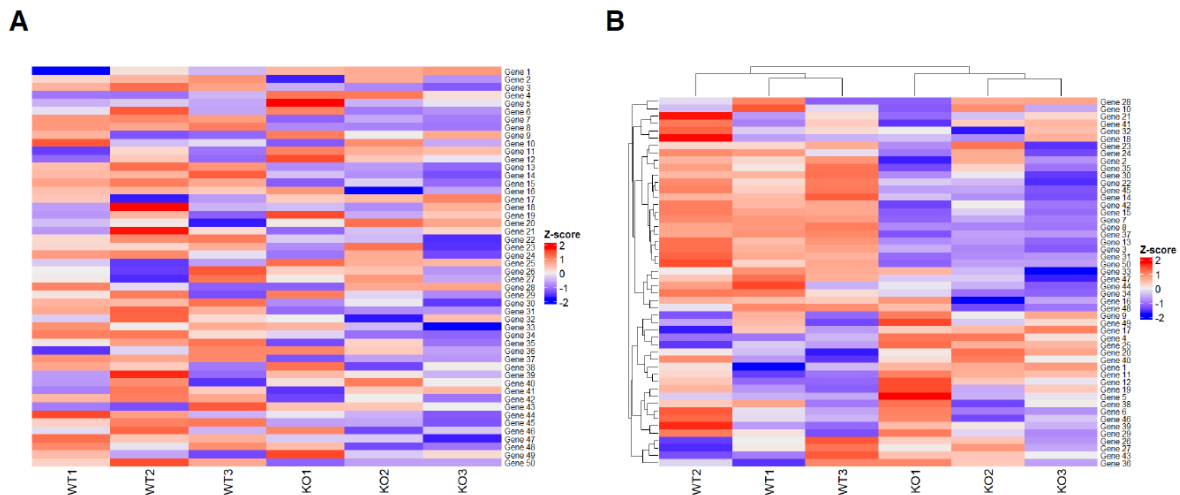 A
Gene 1
Gene 2
Gene 3
Gene 4
Gene 5
Gene 6
Gene 7
Gene 8
Gene 9
Gene 10
Gene 11
Gene 12
Gene 13
Gene 14
Gene 15
Gene 16
Gene 17
Gene 18
Gene 19
Gene 20
Gene 21
Gene 22
Gene 23
Gene 24
Gene 25
Gene 26
Gene 27
Gene 28
Gene 29
Gene 30
Gene 31
Gene 32
Gene 33
Gene 34
Gene 35
Gene 36
Gene 37
Gene 38
Gene 39
Gene 40
Gene 41
Gene 42
Gene 43
Gene 44
Gene 45
Gene 46
Gene 47
Gene 48
Gene 49
Gene 50
WT1
WT2
WT3
KO1
KO2
KO3
Z-score
2
1
0
-1
-2
B
Gene 28
Gene 10
Gene 21
Gene 41
Gene 32
Gene 18
Gene 23
Gene 24
Gene 2
Gene 35
Gene 30
Gene 22
Gene 45
Gene 14
Gene 42
Gene 15
Gene 7
Gene 8
Gene 37
Gene 13
Gene 3
Gene 31
Gene 50
Gene 33
Gene 47
Gene 44
Gene 34
Gene 16
Gene 48
Gene 9
Gene 49
Gene 17
Gene 4
Gene 25
Gene 20
Gene 40
Gene 1
Gene 11
Gene 12
Gene 19
Gene 5
Gene 38
Gene 6
Gene 46
Gene 39
Gene 29
Gene 26
Gene 27
Gene 43
Gene 36
WT2
WT1
WT3
KO1
KO2
KO3
Z-score
2
1
0
-1
-2